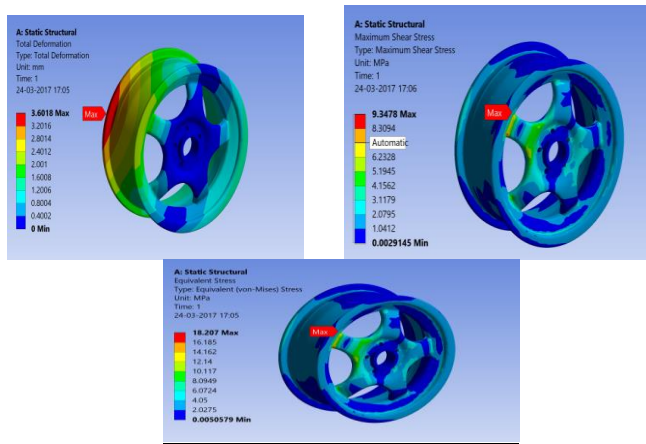 A: Static Structural
Total Deformation
Type: Total Deformation
Unit: mm
Time: 1
24-03-2017 17:05
3.6018 Max
3.2016
2.8014
2.4012
2.001
1.6008
1.2006
0.8004
0.4002
0 Min
Max
A: Static Structural
Maximum Shear Stress
Type: Maximum Shear Stress
Unit: MPa
Time: 1
24-03-2017 17:06
9.3478 Max
8.3094
Automatic
6.2328
5.1945
4.1562
3.1179
2.0795
1.0412
0.0029145 Min
Max
A: Static Structural
Equivalent Stress
Type: Equivalent (von-Mises) Stress
Unit: MPa
Time: 1
24-03-2017 17:05
18.207 Max
16.185
14.162
12.14
10.117
8.0949
6.0724
4.05
2.0275
0.0050579 Min
Max